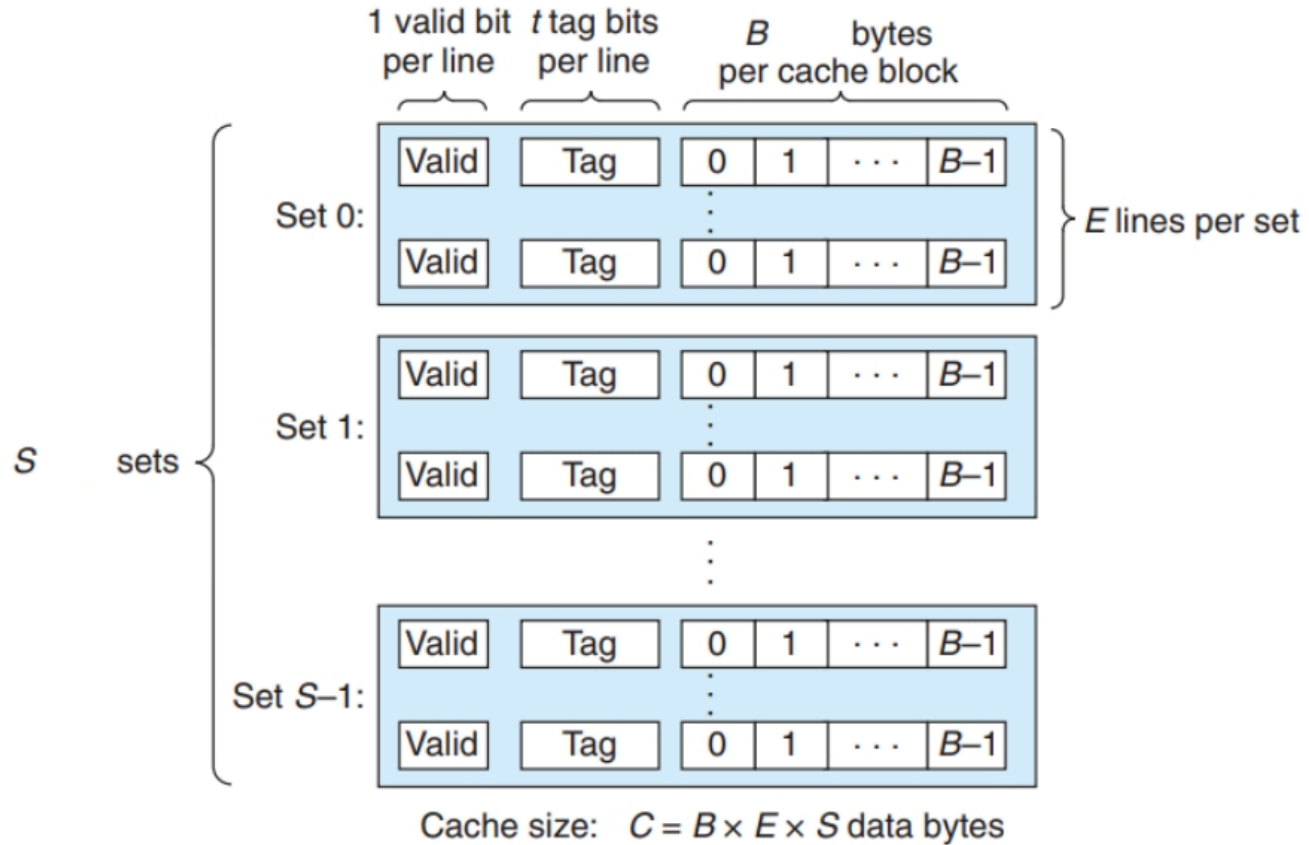 1 valid bit per line
t tag bits per line
B bytes per cache block
Set 0:
Valid Tag 0 1 · · · B–1
Valid Tag 0 1 · · · B–1
E lines per set
Set 1:
Valid Tag 0 1 · · · B–1
Valid Tag 0 1 · · · B–1
S sets
Set S–1:
Valid Tag 0 1 · · · B–1
Valid Tag 0 1 · · · B–1
Cache size: C = B × E × S data bytes